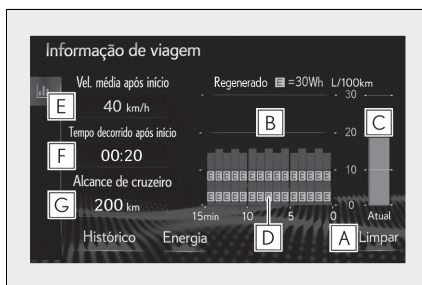 Informação de viagem
Vel. média após início
Regenerado E =30Wh L/100km
E
40 km/h
Tempo decorrido após início
F
00:20
Alcance de cruzeiro
G
200 km
B
C
30
20
10
0
E E E E E E E E E E E E E E E
E E E E E E E E E E E E E E E
15min 10 5 0 Atual
Histórico
Energia
D
A
Limpar